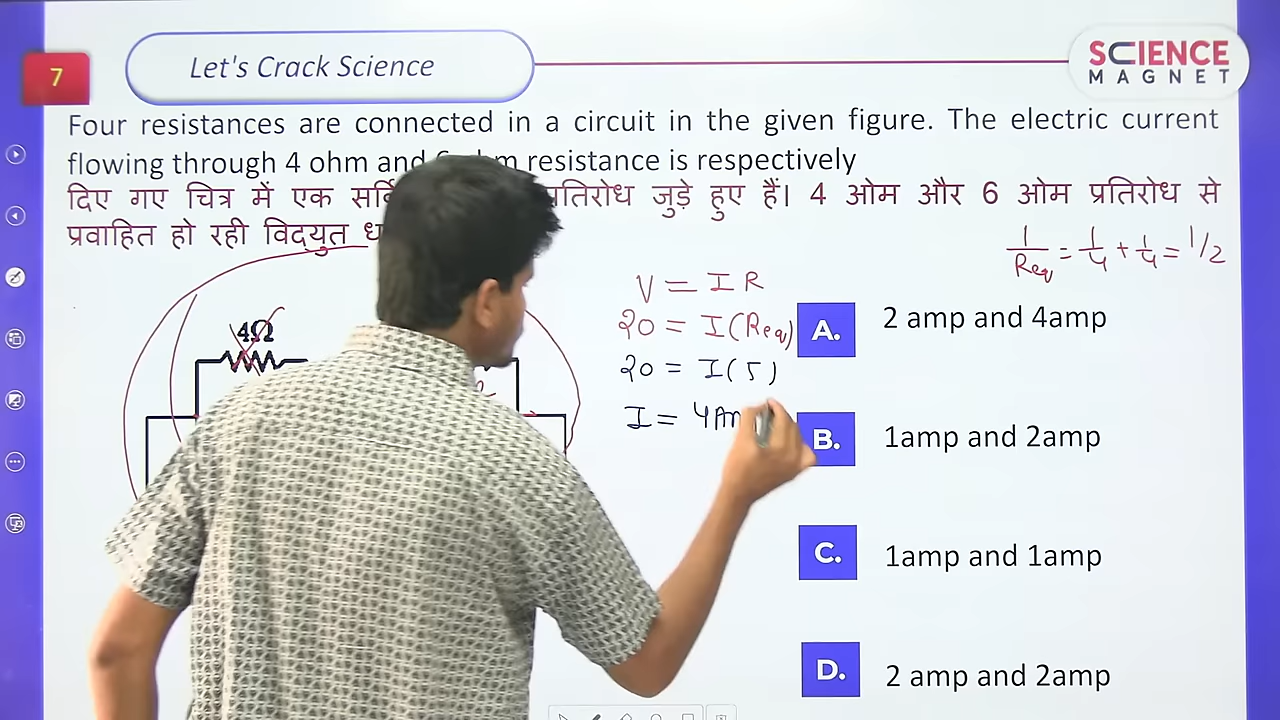 7
Let's Crack Science
SCIENCE
MAGNET
Four resistances are connected in a circuit in the given figure. The electric current
flowing through 4 ohm and resistance is respectively
दिए गए चित्र में एक प्रतिरोध जुड़े हुए हैं। 4 ओम और 6 ओम प्रतिरोध से
प्रवाहित हो रही विद्युत
1/Req = 1/4 + 1/4 = 1/2
4Ω
V = IR
20 = I(Req)
20 = I(5)
I = 4Am
A. 2 amp and 4amp
B. 1amp and 2amp
C. 1amp and 1amp
D. 2 amp and 2amp